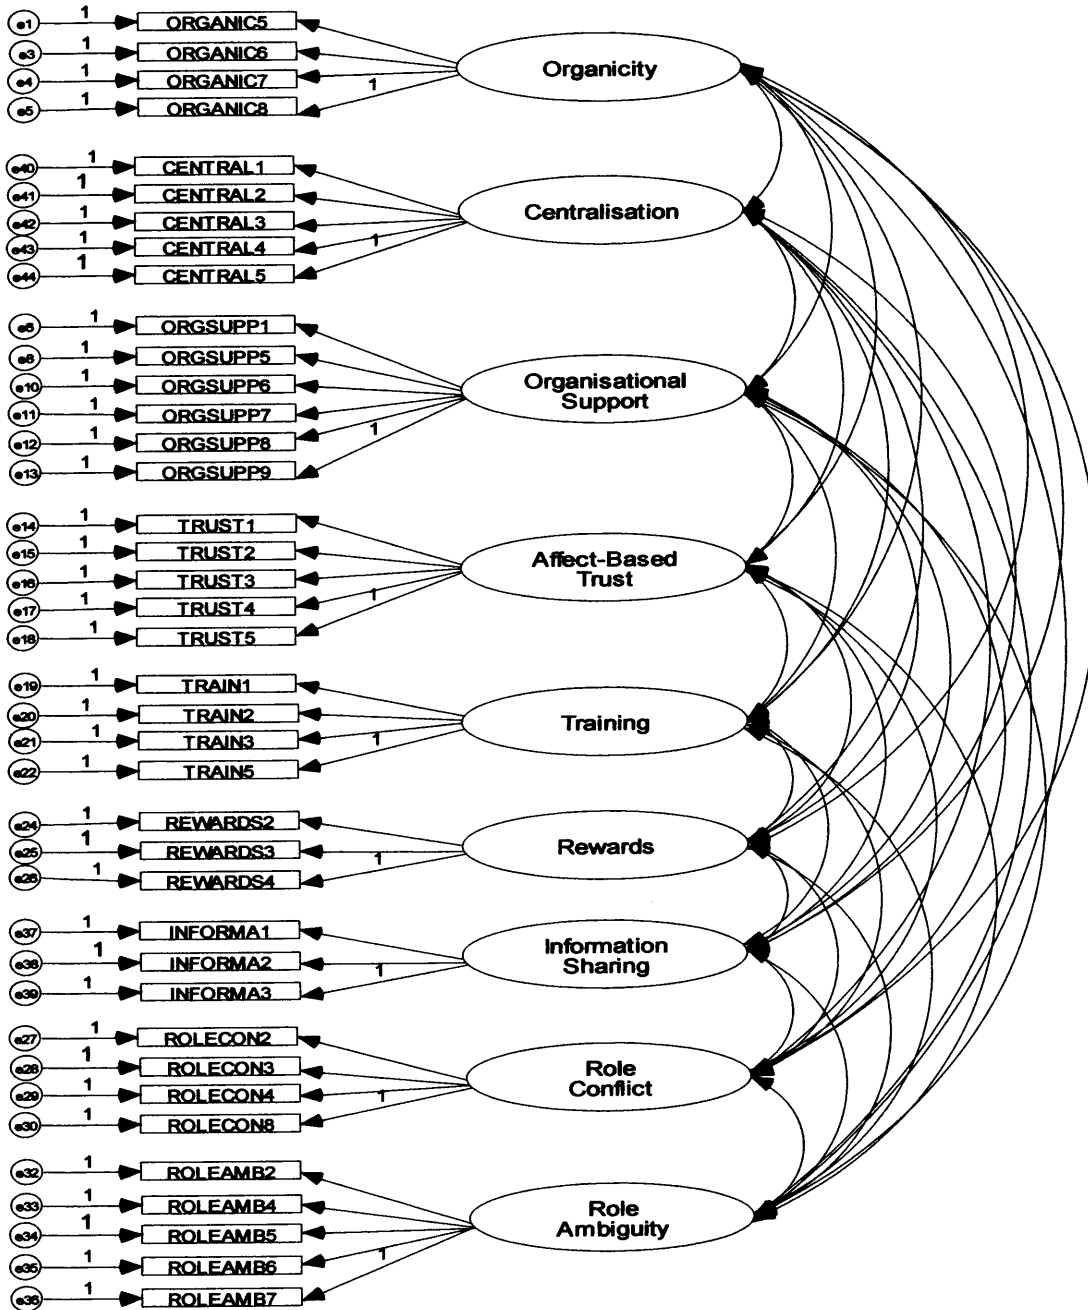 e1 1 ORGANIC5
e3 1 ORGANIC6
e4 1 ORGANIC7
e5 1 ORGANIC8
1
Organicity
e40 1 CENTRAL1
e41 1 CENTRAL2
e42 1 CENTRAL3
e43 1 CENTRAL4
e44 1 CENTRAL5
1
Centralisation
e6 1 ORGSUPP1
e8 1 ORGSUPP5
e10 1 ORGSUPP6
e11 1 ORGSUPP7
e12 1 ORGSUPP8
e13 1 ORGSUPP9
1
Organisational
Support
e14 1 TRUST1
e15 1 TRUST2
e16 1 TRUST3
e17 1 TRUST4
e18 1 TRUST5
1
Affect-Based
Trust
e19 1 TRAIN1
e20 1 TRAIN2
e21 1 TRAIN3
e22 1 TRAIN5
1
Training
e24 1 REWARDS2
e25 1 REWARDS3
e26 1 REWARDS4
1
Rewards
e37 1 INFORMA1
e38 1 INFORMA2
e39 1 INFORMA3
1
Information
Sharing
e27 1 ROLECON2
e28 1 ROLECON3
e29 1 ROLECON4
e30 1 ROLECON8
1
Role
Conflict
e32 1 ROLEAMB2
e33 1 ROLEAMB4
e34 1 ROLEAMB5
e35 1 ROLEAMB6
e36 1 ROLEAMB7
1
Role
Ambiguity